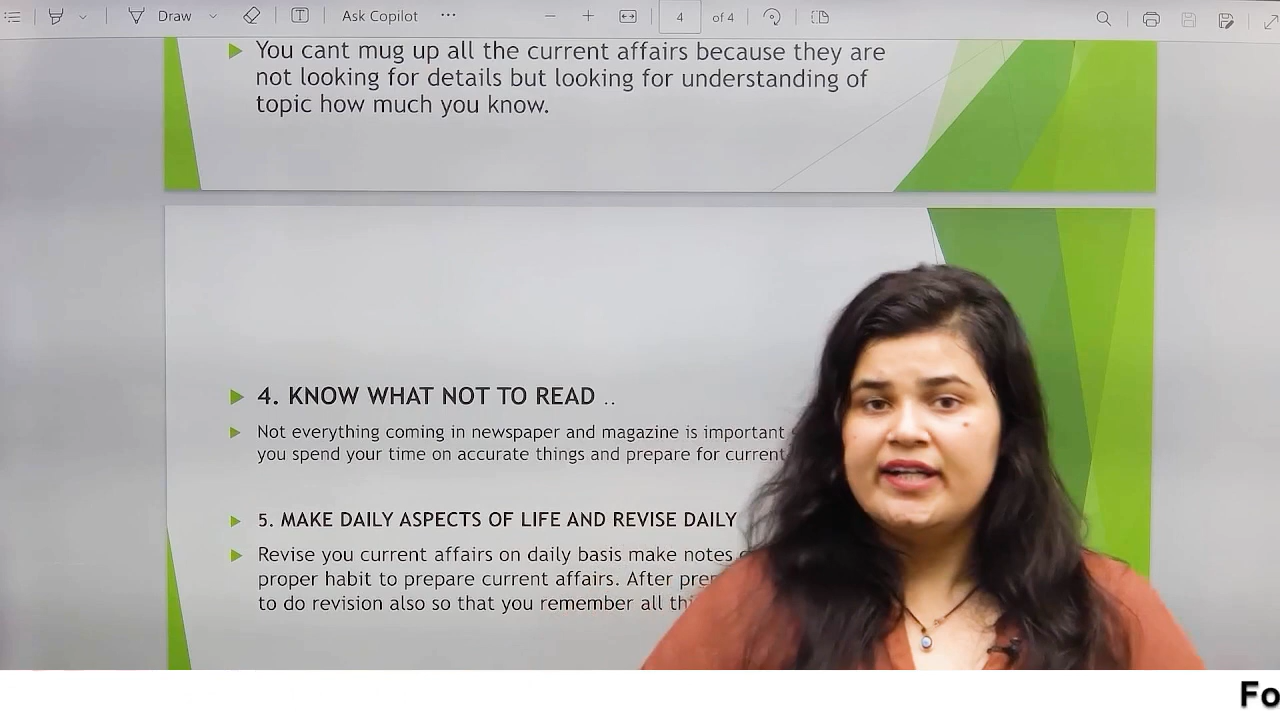 Draw
Ask Copilot
4 of 4
You cant mug up all the current affairs because they are
not looking for details but looking for understanding of
topic how much you know.
4. KNOW WHAT NOT TO READ ..
Not everything coming in newspaper and magazine is important
you spend your time on accurate things and prepare for current
5. MAKE DAILY ASPECTS OF LIFE AND REVISE DAILY
Revise you current affairs on daily basis make notes
proper habit to prepare current affairs. After
to do revision also so that you remember all
Fo